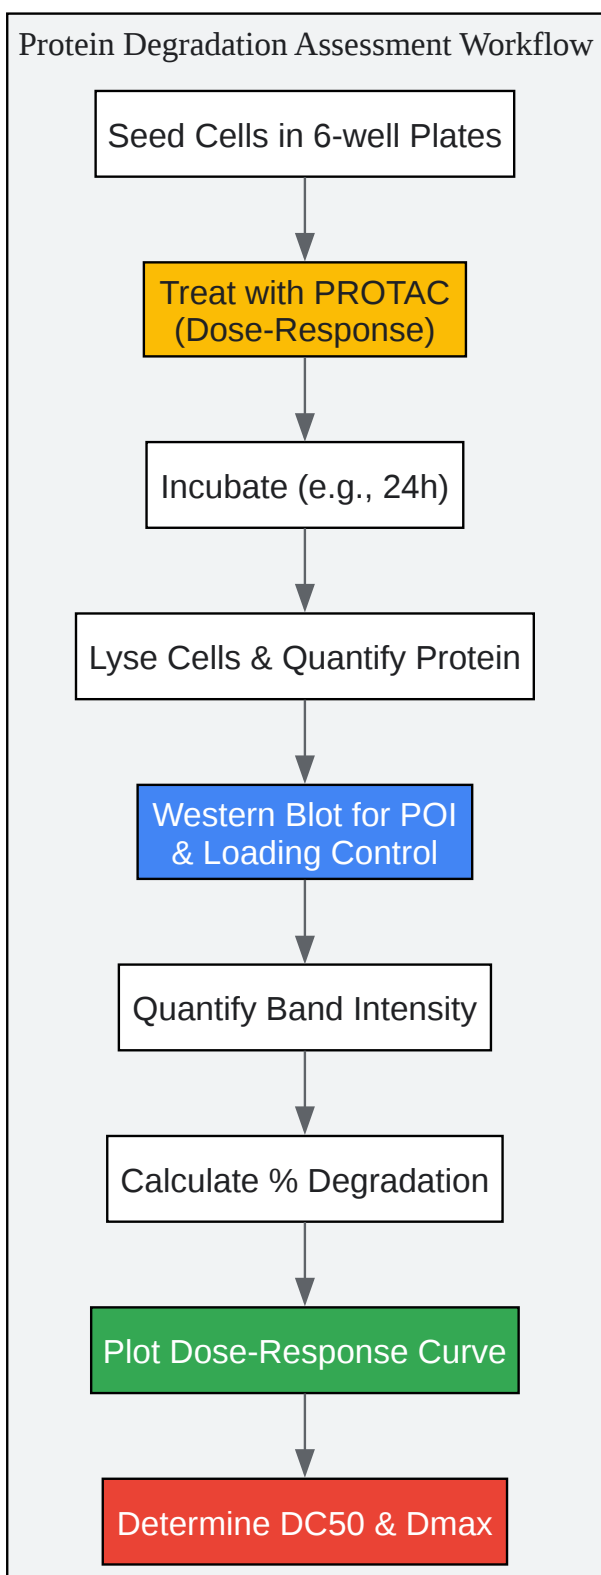 Protein Degradation Assessment Workflow
Seed Cells in 6-well Plates
Treat with PROTAC
(Dose-Response)
Incubate (e.g., 24h)
Lyse Cells & Quantify Protein
Western Blot for POI
& Loading Control
Quantify Band Intensity
Calculate % Degradation
Plot Dose-Response Curve
Determine DC50 & Dmax